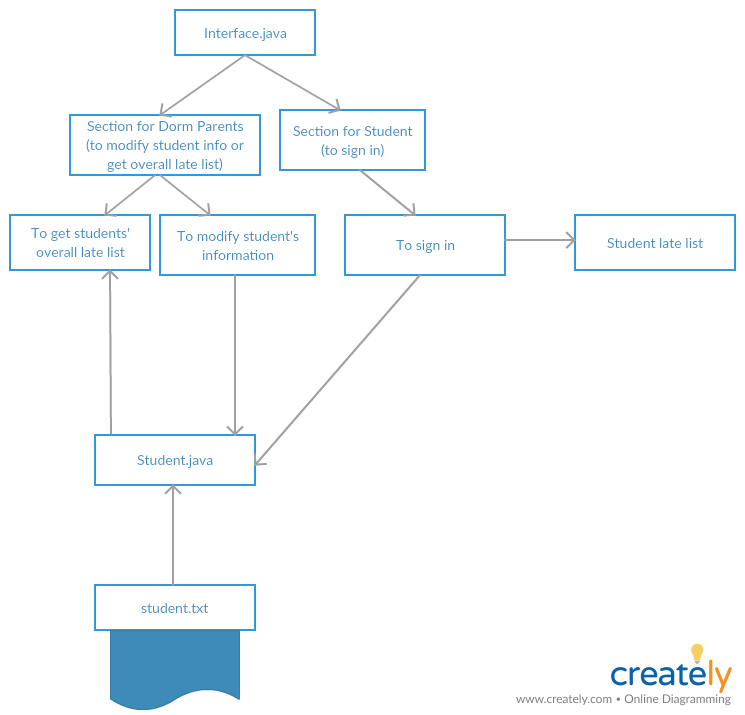 Interface.java
Section for Dorm Parents
(to modify student info or
get overall late list)
Section for Student
(to sign in)
To get students'
overall late list
To modify student's
information
To sign in
Student late list
Student.java
student.txt
creately
www.creately.com • Online Diagramming